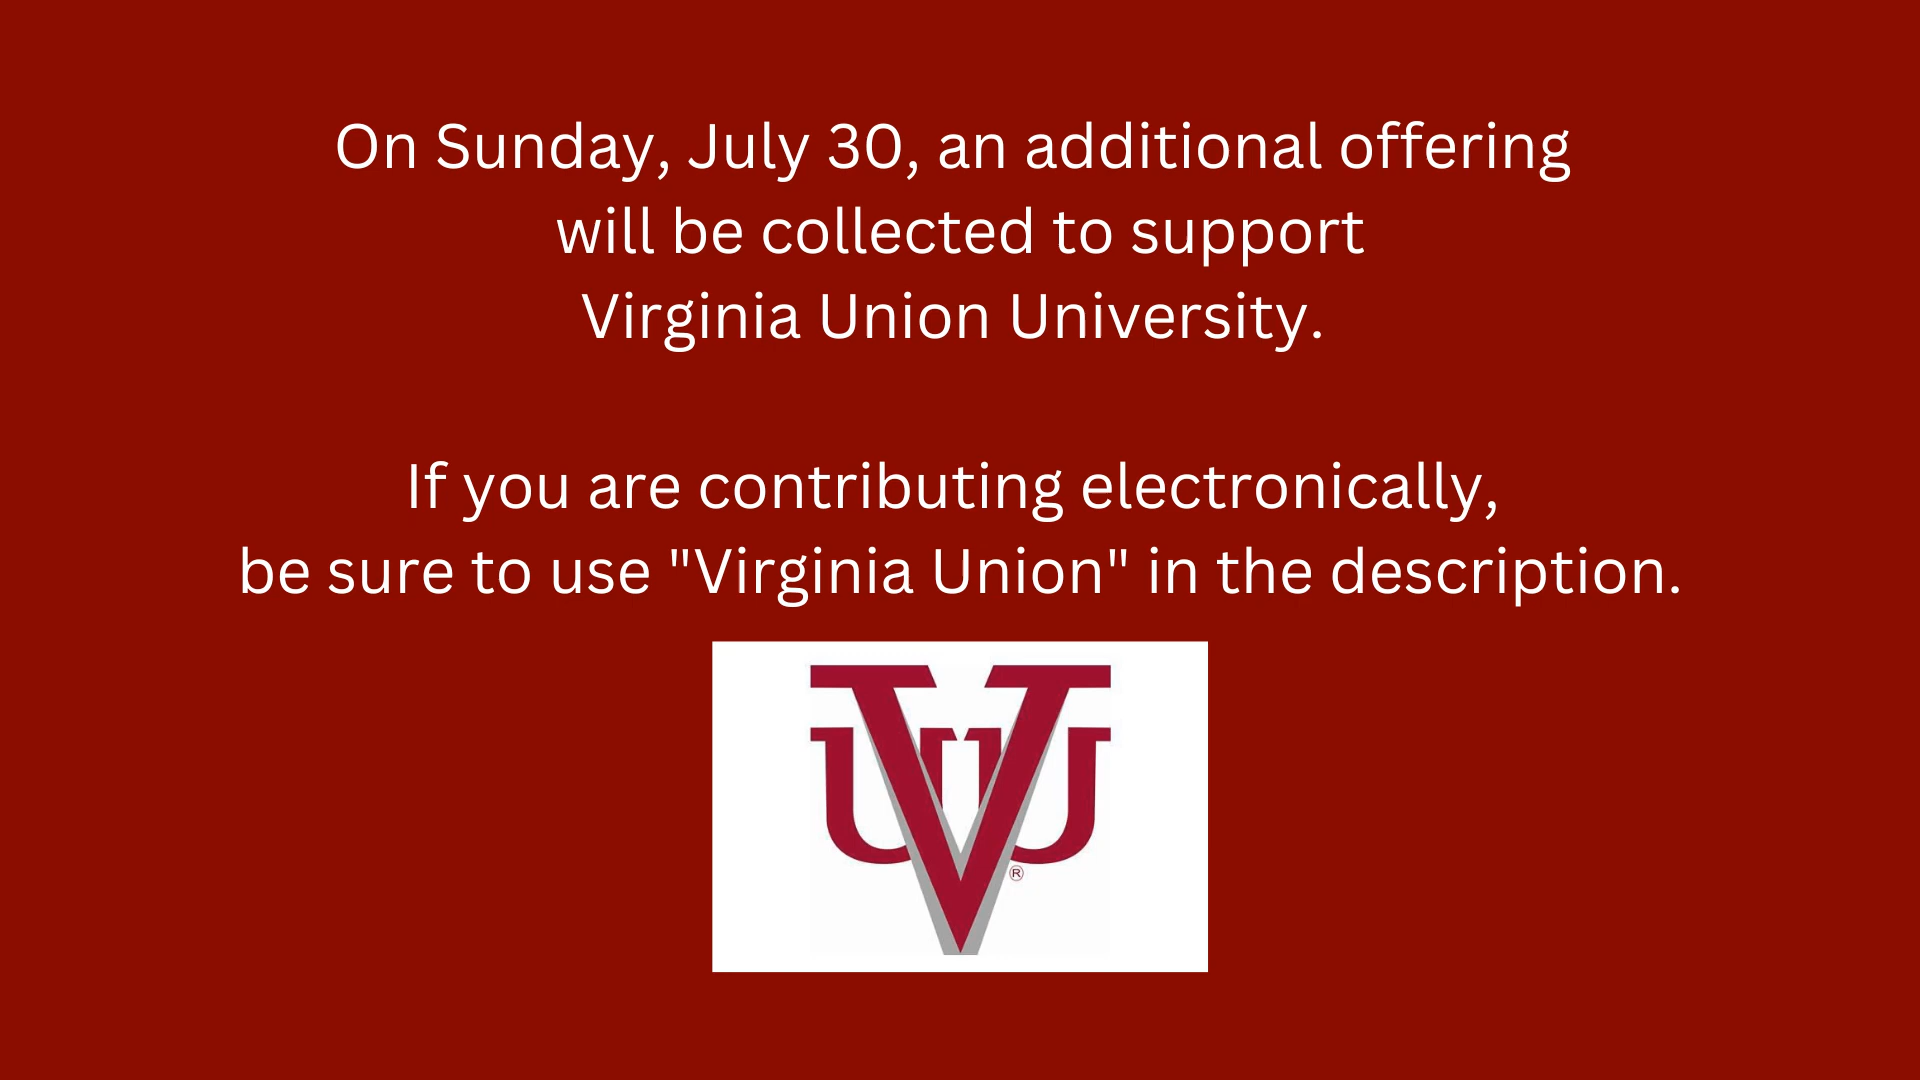 On Sunday, July 30, an additional offering
will be collected to support
Virginia Union University.
If you are contributing electronically,
be sure to use "Virginia Union" in the description.
VUU
®